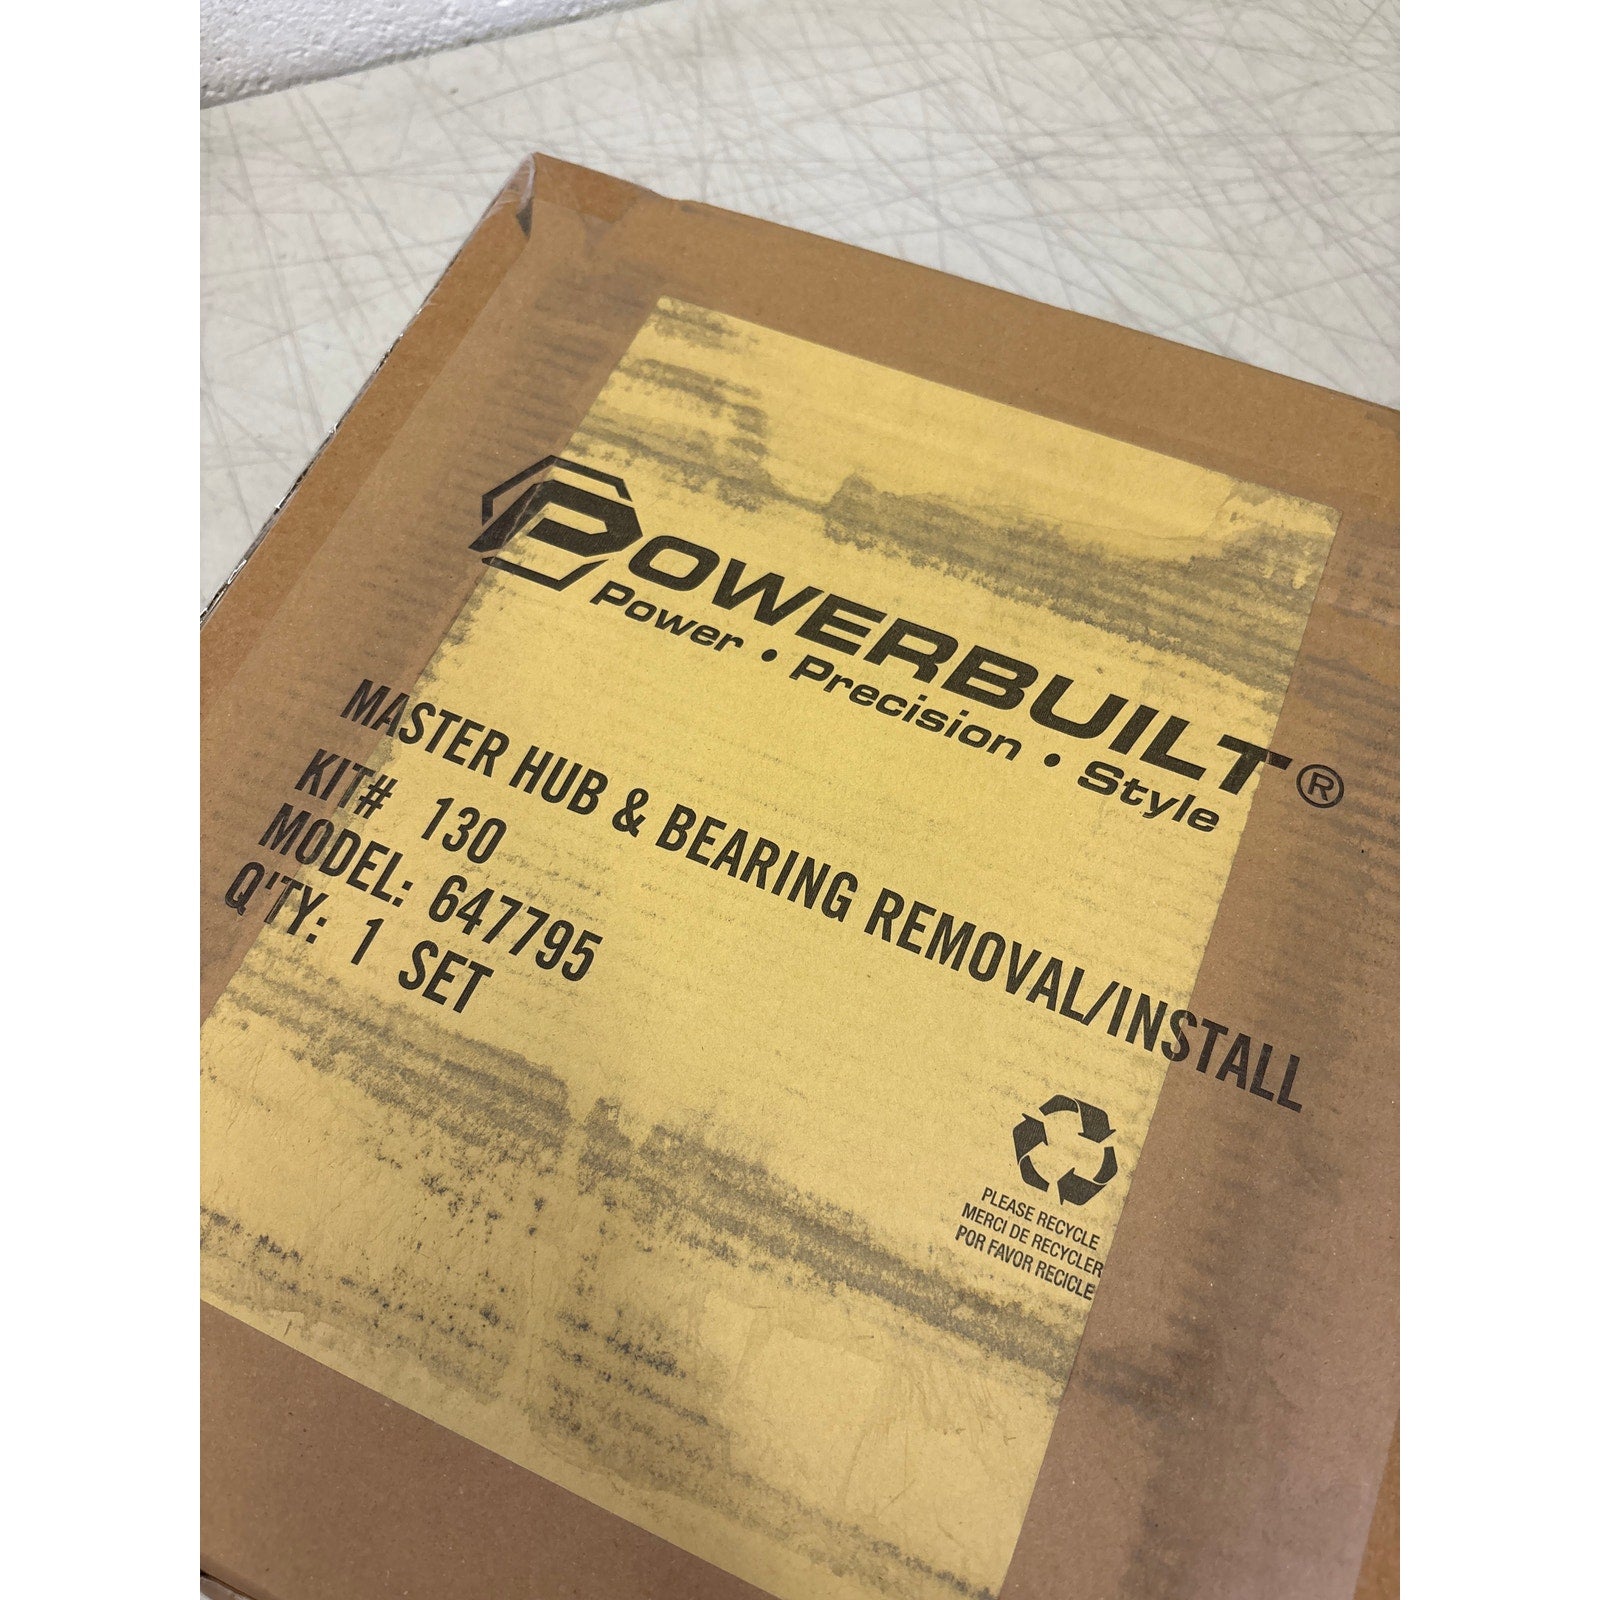 POWERBUILT®
Power • Precision • Style
MASTER HUB & BEARING REMOVAL/INSTALL
KIT# 130
MODEL: 647795
Q'TY: 1 SET
PLEASE RECYCLE
MERCI DE RECYCLER
POR FAVOR RECICLE